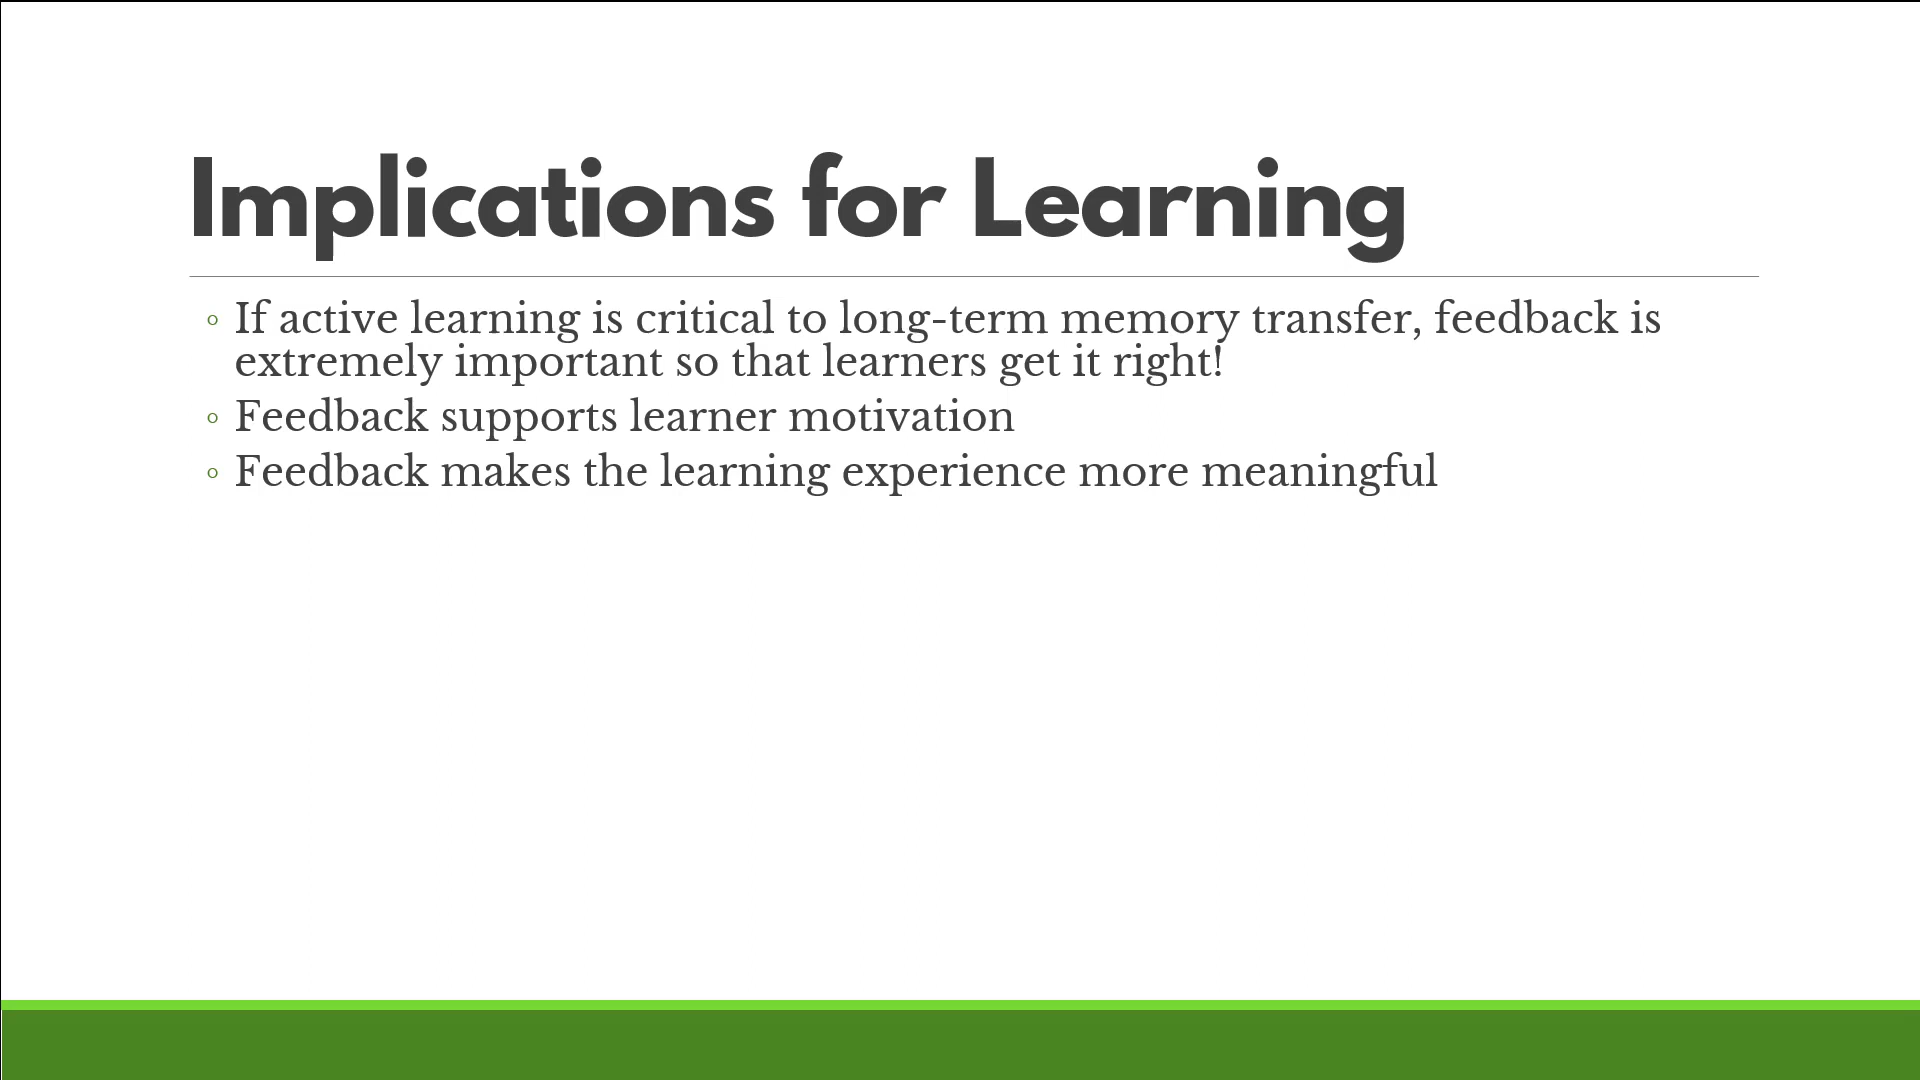 Implications for Learning
◦ If active learning is critical to long-term memory transfer, feedback is
extremely important so that learners get it right!
◦ Feedback supports learner motivation
◦ Feedback makes the learning experience more meaningful